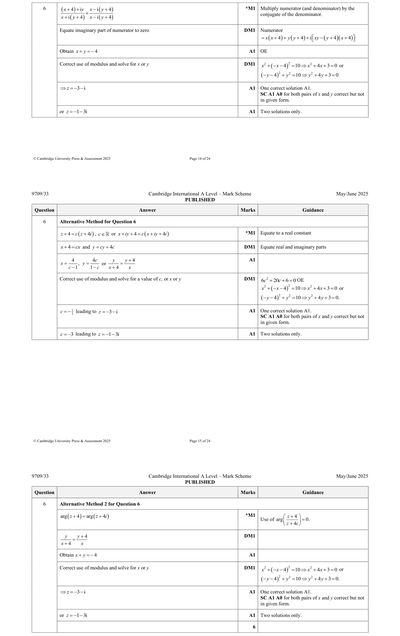 6
(x+4)+iy / x+i(y+4) × x−i(y+4) / x−i(y+4)
*M1
Multiply numerator (and denominator) by the
conjugate of the denominator.
Equate imaginary part of numerator to zero
DM1
Numerator
= x(x+4)+y(y+4)+i(xy−(y+4)(x+4))
Obtain x+y=−4
A1
OE
Correct use of modulus and solve for x or y
DM1
x²+(−x−4)²=10⇒x²+4x+3=0 or
(−y−4)²+y²=10⇒y²+4y+3=0
⇒z=−3−i
A1
One correct solution A1.
SC A1 A0 for both pairs of x and y correct but not
in given form.
or z=−1−3i
A1
Two solutions only.
© Cambridge University Press & Assessment 2025
Page 14 of 24
9709/33
Cambridge International A Level – Mark Scheme
PUBLISHED
May/June 2025
Question
Answer
Marks
Guidance
6
Alternative Method for Question 6
z+4=c(z+4i), c∈ℝ or x+iy+4=c(x+iy+4i)
*M1
Equate to a real constant
x+4=cx and y=cy+4c
DM1
Equate real and imaginary parts
x=4/(c−1), y=4c/(1−c) or y/(x+4)=(y+4)/x
A1
Correct use of modulus and solve for a value of c, or x or y
DM1
6c²+20c+6=0 OE
x²+(−x−4)²=10⇒x²+4x+3=0 or
(−y−4)²+y²=10⇒y²+4y+3=0.
c=−1/3 leading to z=−3−i
A1
One correct solution A1.
SC A1 A0 for both pairs of x and y correct but not
in given form.
c=−3 leading to z=−1−3i
A1
Two solutions only.
© Cambridge University Press & Assessment 2025
Page 15 of 24
9709/33
Cambridge International A Level – Mark Scheme
PUBLISHED
May/June 2025
Question
Answer
Marks
Guidance
6
Alternative Method 2 for Question 6
arg(z+4)=arg(z+4i)
*M1
Use of arg((z+4)/(z+4i))=0.
y/(x+4)=(y+4)/x
DM1
Obtain x+y=−4
A1
Correct use of modulus and solve for x or y
DM1
x²+(−x−4)²=10⇒x²+4x+3=0 or
(−y−4)²+y²=10⇒y²+4y+3=0.
⇒z=−3−i
A1
One correct solution A1.
SC A1 A0 for both pairs of x and y correct but not
in given form.
or z=−1−3i
A1
Two solutions only.
6